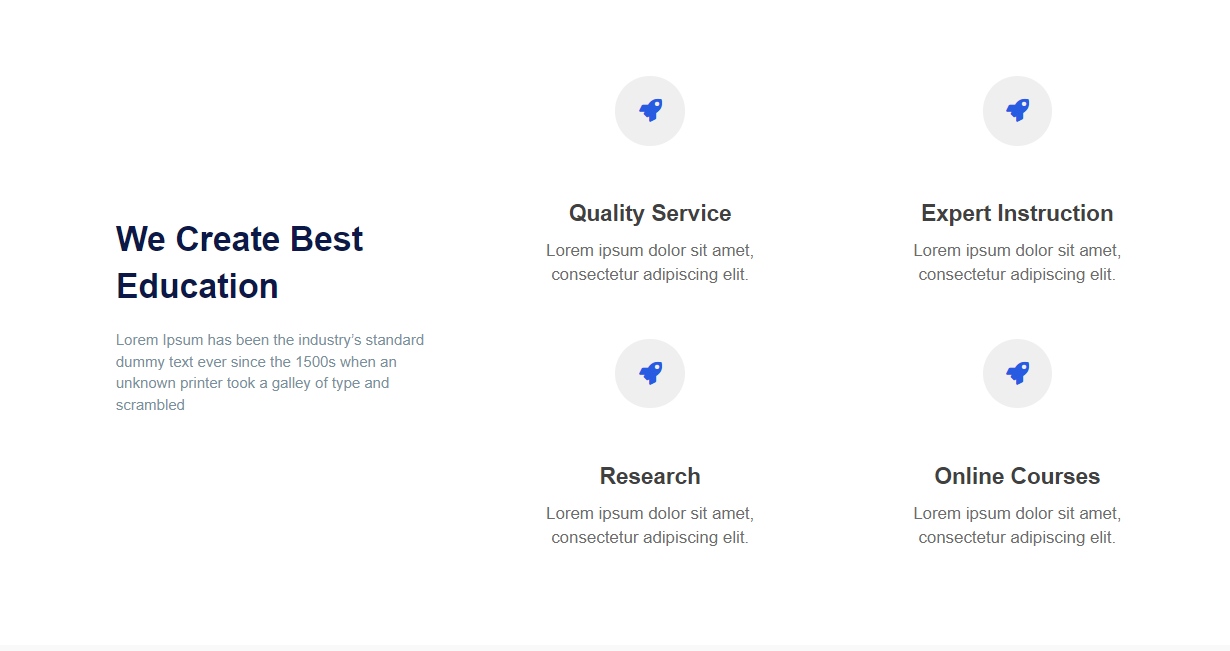 We Create Best
Education
Lorem Ipsum has been the industry’s standard
dummy text ever since the 1500s when an
unknown printer took a galley of type and
scrambled
Quality Service
Lorem ipsum dolor sit amet,
consectetur adipiscing elit.
Expert Instruction
Lorem ipsum dolor sit amet,
consectetur adipiscing elit.
Research
Lorem ipsum dolor sit amet,
consectetur adipiscing elit.
Online Courses
Lorem ipsum dolor sit amet,
consectetur adipiscing elit.